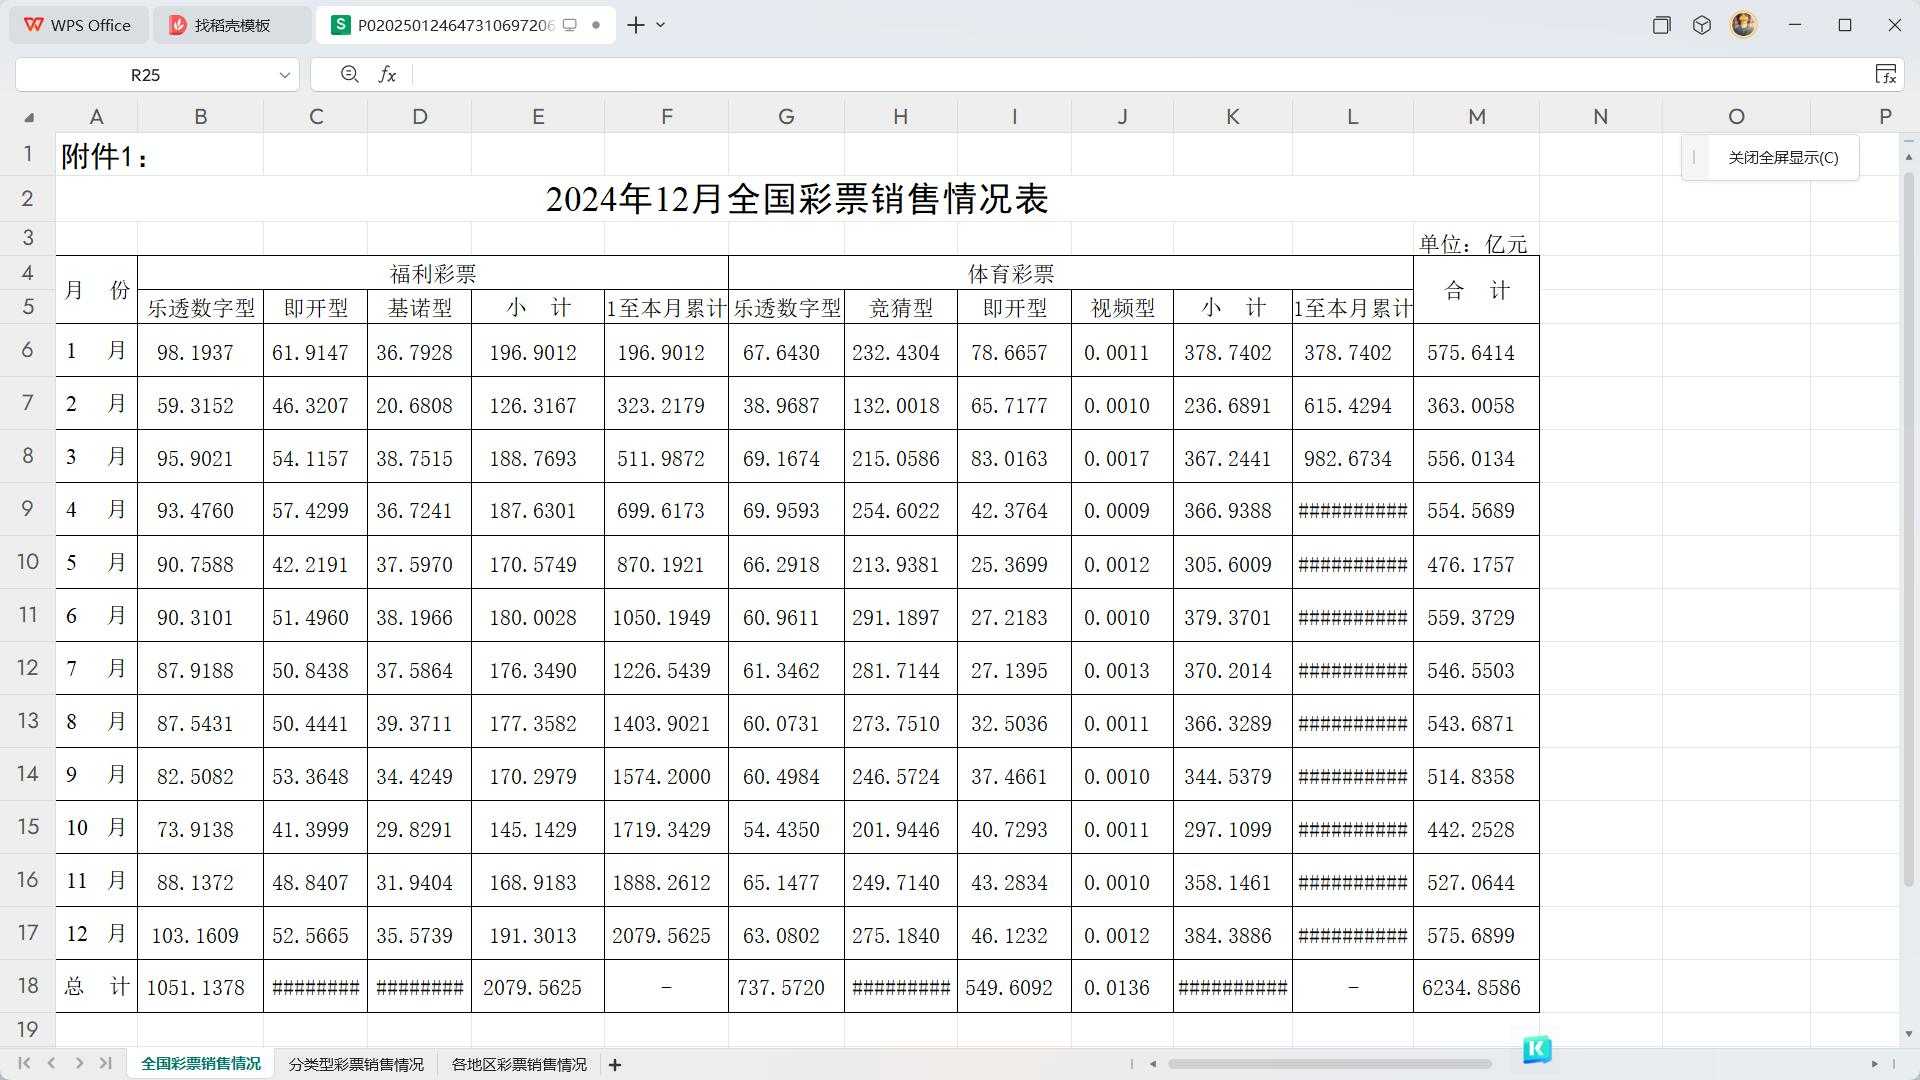 WPS Office 找稻壳模板 P020250124647310697206
R25 fx
A B C D E F G H I J K L M N O P
1 附件1：
关闭全屏显示(C)
2 2024年12月全国彩票销售情况表
3 单位：亿元
4 月 份 福利彩票 体育彩票 合 计
5 乐透数字型 即开型 基诺型 小 计 1至本月累计 乐透数字型 竞猜型 即开型 视频型 小 计 1至本月累计
6 1 月 98.1937 61.9147 36.7928 196.9012 196.9012 67.6430 232.4304 78.6657 0.0011 378.7402 378.7402 575.6414
7 2 月 59.3152 46.3207 20.6808 126.3167 323.2179 38.9687 132.0018 65.7177 0.0010 236.6891 615.4294 363.0058
8 3 月 95.9021 54.1157 38.7515 188.7693 511.9872 69.1674 215.0586 83.0163 0.0017 367.2441 982.6734 556.0134
9 4 月 93.4760 57.4299 36.7241 187.6301 699.6173 69.9593 254.6022 42.3764 0.0009 366.9388 ########## 554.5689
10 5 月 90.7588 42.2191 37.5970 170.5749 870.1921 66.2918 213.9381 25.3699 0.0012 305.6009 ########## 476.1757
11 6 月 90.3101 51.4960 38.1966 180.0028 1050.1949 60.9611 291.1897 27.2183 0.0010 379.3701 ########## 559.3729
12 7 月 87.9188 50.8438 37.5864 176.3490 1226.5439 61.3462 281.7144 27.1395 0.0013 370.2014 ########## 546.5503
13 8 月 87.5431 50.4441 39.3711 177.3582 1403.9021 60.0731 273.7510 32.5036 0.0011 366.3289 ########## 543.6871
14 9 月 82.5082 53.3648 34.4249 170.2979 1574.2000 60.4984 246.5724 37.4661 0.0010 344.5379 ########## 514.8358
15 10 月 73.9138 41.3999 29.8291 145.1429 1719.3429 54.4350 201.9446 40.7293 0.0011 297.1099 ########## 442.2528
16 11 月 88.1372 48.8407 31.9404 168.9183 1888.2612 65.1477 249.7140 43.2834 0.0010 358.1461 ########## 527.0644
17 12 月 103.1609 52.5665 35.5739 191.3013 2079.5625 63.0802 275.1840 46.1232 0.0012 384.3886 ########## 575.6899
18 总 计 1051.1378 ######## ######## 2079.5625 － 737.5720 ######### 549.6092 0.0136 ########## － 6234.8586
19
全国彩票销售情况 分类型彩票销售情况 各地区彩票销售情况